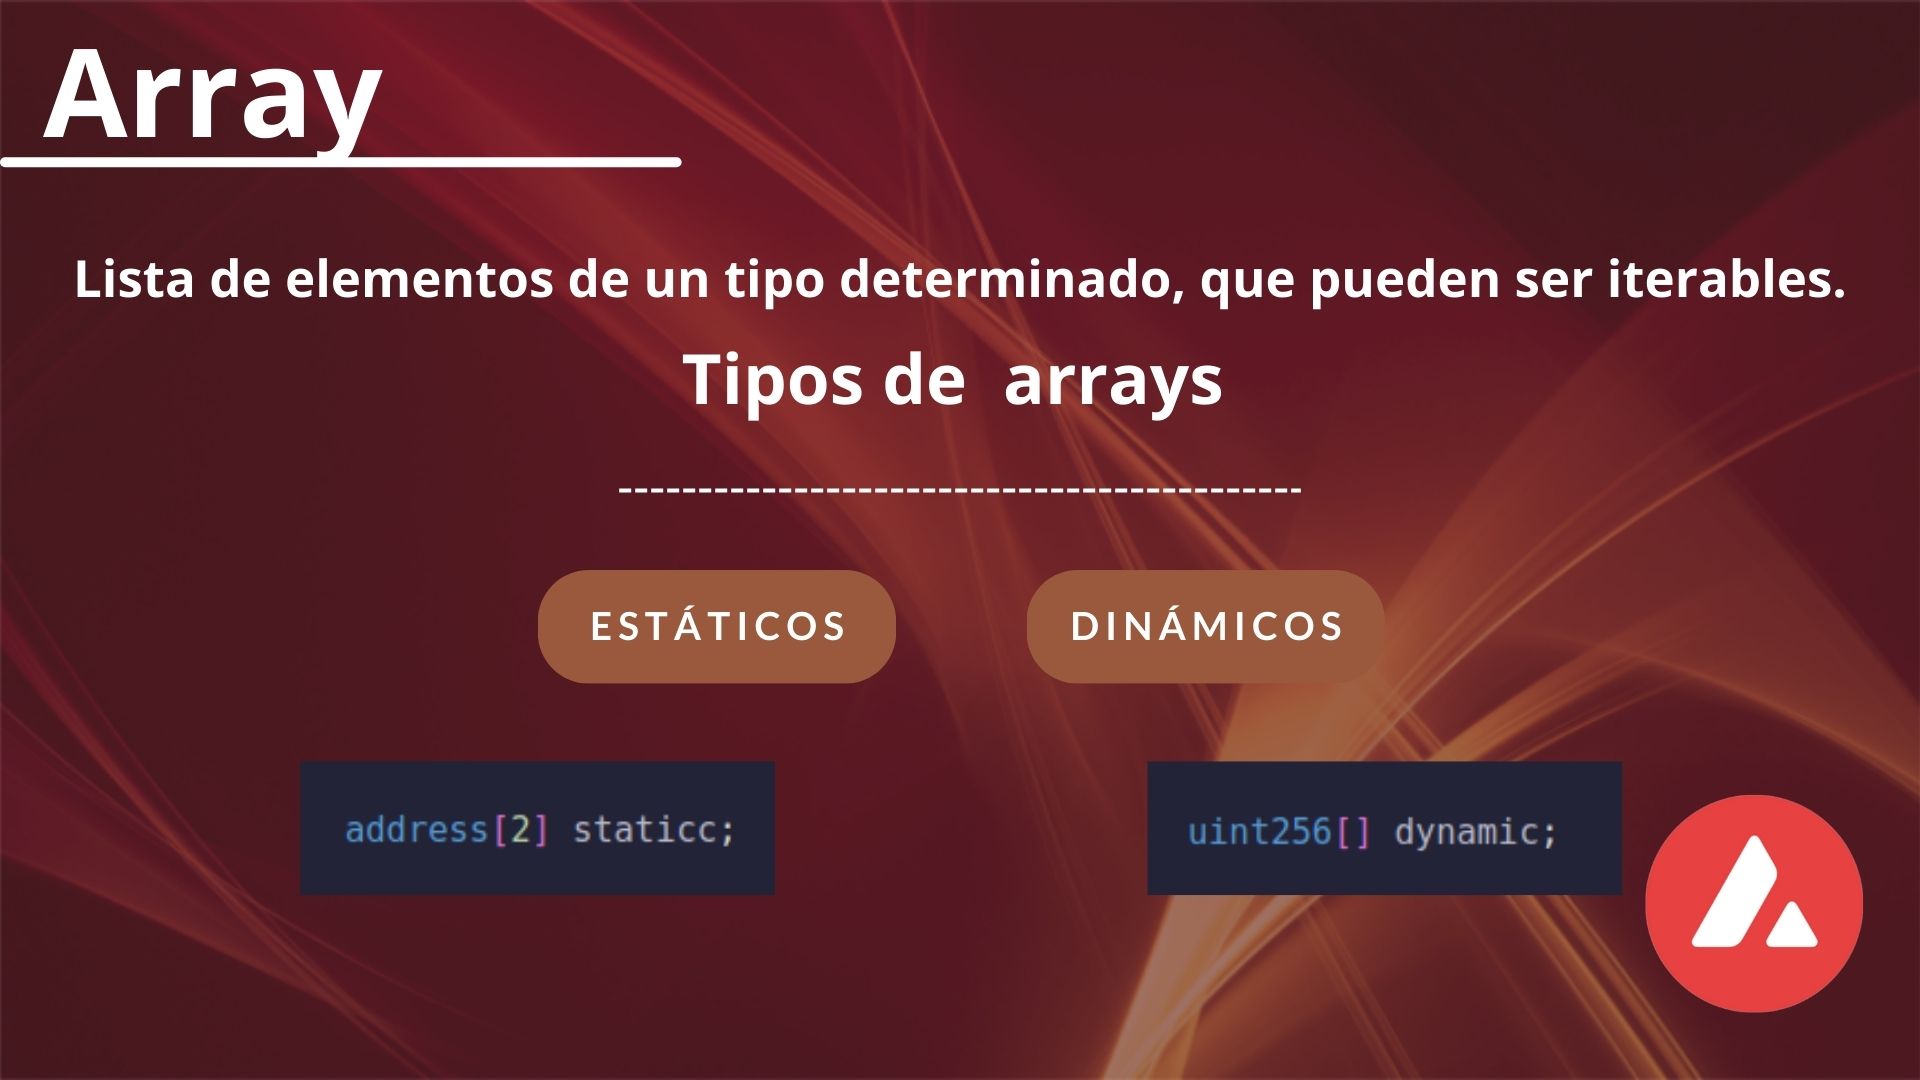 Array
Lista de elementos de un tipo determinado, que pueden ser iterables.
Tipos de arrays
ESTÁTICOS
DINÁMICOS
address[2] staticc;
uint256[] dynamic;